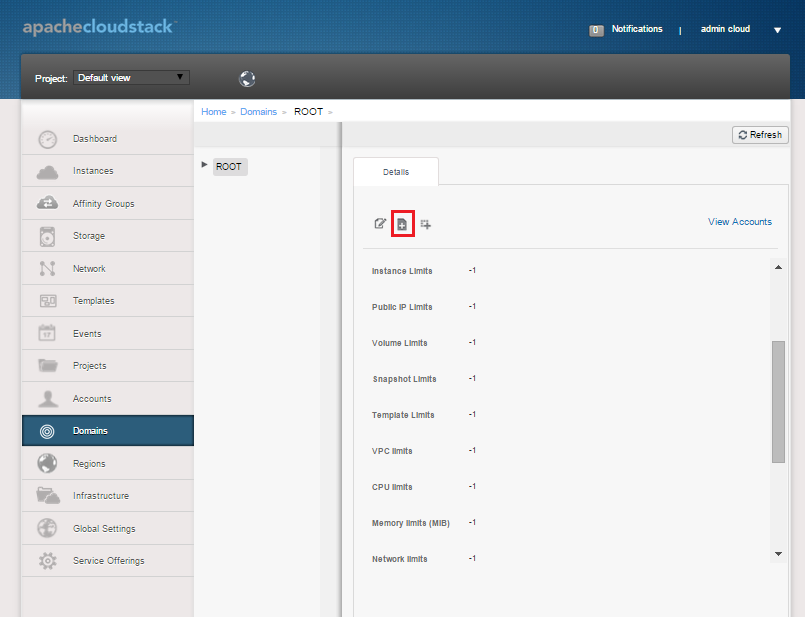 apachecloudstack™
0 Notifications | admin cloud
Project: Default view
Home » Domains » ROOT »
Refresh
Dashboard
Instances
Affinity Groups
Storage
Network
Templates
Events
17
Projects
Accounts
Domains
Regions
Infrastructure
Global Settings
Service Offerings
ROOT
Details
View Accounts
Instance Limits -1
Public IP Limits -1
Volume Limits -1
Snapshot Limits -1
Template Limits -1
VPC limits -1
CPU limits -1
Memory limits (MiB) -1
Network limits -1